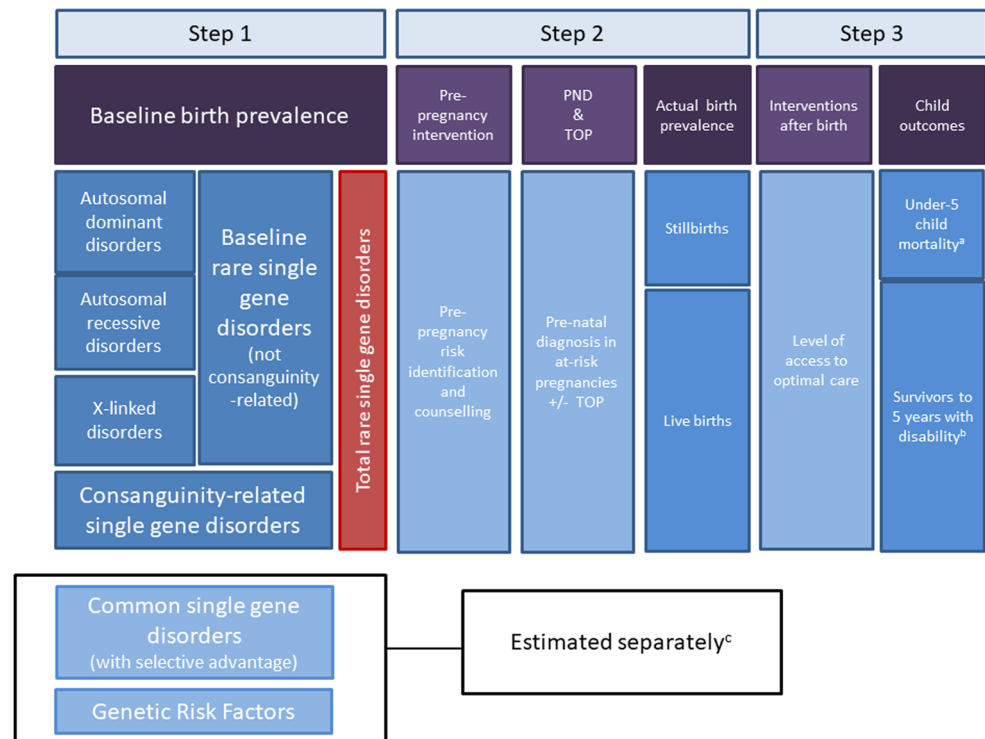 Step 1
Step 2
Step 3
Baseline birth prevalence
Pre-
pregnancy
intervention
PND
&
TOP
Actual birth
prevalence
Interventions
after birth
Child
outcomes
Autosomal
dominant
disorders
Autosomal
recessive
disorders
X-linked
disorders
Baseline
rare single
gene
disorders
(not
consanguinity
-related)
Consanguinity-related
single gene disorders
Total rare single gene disorders
Pre-
pregnancy
risk
identification
and
counselling
Pre-natal
diagnosis in
at-risk
pregnancies
+/- TOP
Stillbirths
Live births
Level of
access to
optimal care
Under-5
child
mortalityᵃ
Survivors to
5 years with
disabilityᵇ
Common single gene
disorders
(with selective advantage)
Genetic Risk Factors
Estimated separatelyᶜ